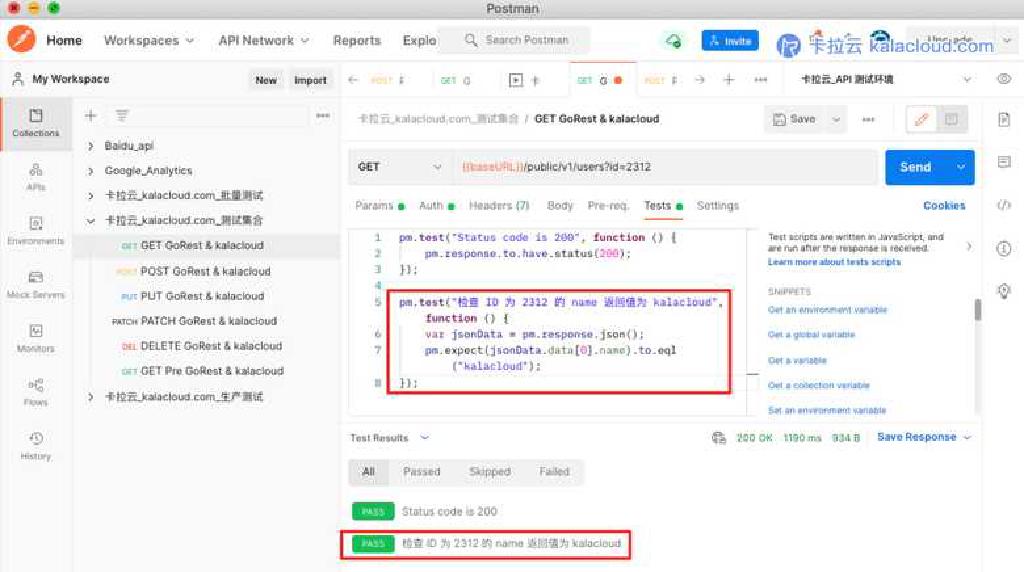 Postman
Home Workspaces API Network Reports Explo Search Postman Invite 卡拉云 kalacloud.com
My Workspace New Import POST GET GET G POST 卡拉云_API 测试环境
Collections
APIs
Environments
Mock Servers
Monitors
Flows
History
Baidu_api
Google_Analytics
卡拉云_kalacloud.com_批量测试
卡拉云_kalacloud.com_测试集合
GET GET GoRest & kalacloud
POST POST GoRest & kalacloud
PUT PUT GoRest & kalacloud
PATCH PATCH GoRest & kalacloud
DEL DELETE GoRest & kalacloud
GET GET Pre GoRest & kalacloud
卡拉云_kalacloud.com_生产测试
卡拉云_kalacloud.com_测试集合 / GET GoRest & kalacloud Save
GET {{baseURL}}/public/v1/users?id=2312 Send
Params Auth Headers (7) Body Pre-req. Tests Settings Cookies
1 pm.test("Status code is 200", function () {
2 pm.response.to.have.status(200);
3 });
4
5 pm.test("检查 ID 为 2312 的 name 返回值为 kalacloud",
function () {
6 var jsonData = pm.response.json();
7 pm.expect(jsonData.data[0].name).to.eql
("kalacloud");
8 });
Test scripts are written in JavaScript, and
are run after the response is received.
Learn more about tests scripts
SNIPPETS
Get an environment variable
Get a global variable
Get a variable
Get a collection variable
Set an environment variable
Test Results 200 OK 1190 ms 934 B Save Response
All Passed Skipped Failed
PASS Status code is 200
PASS 检查 ID 为 2312 的 name 返回值为 kalacloud